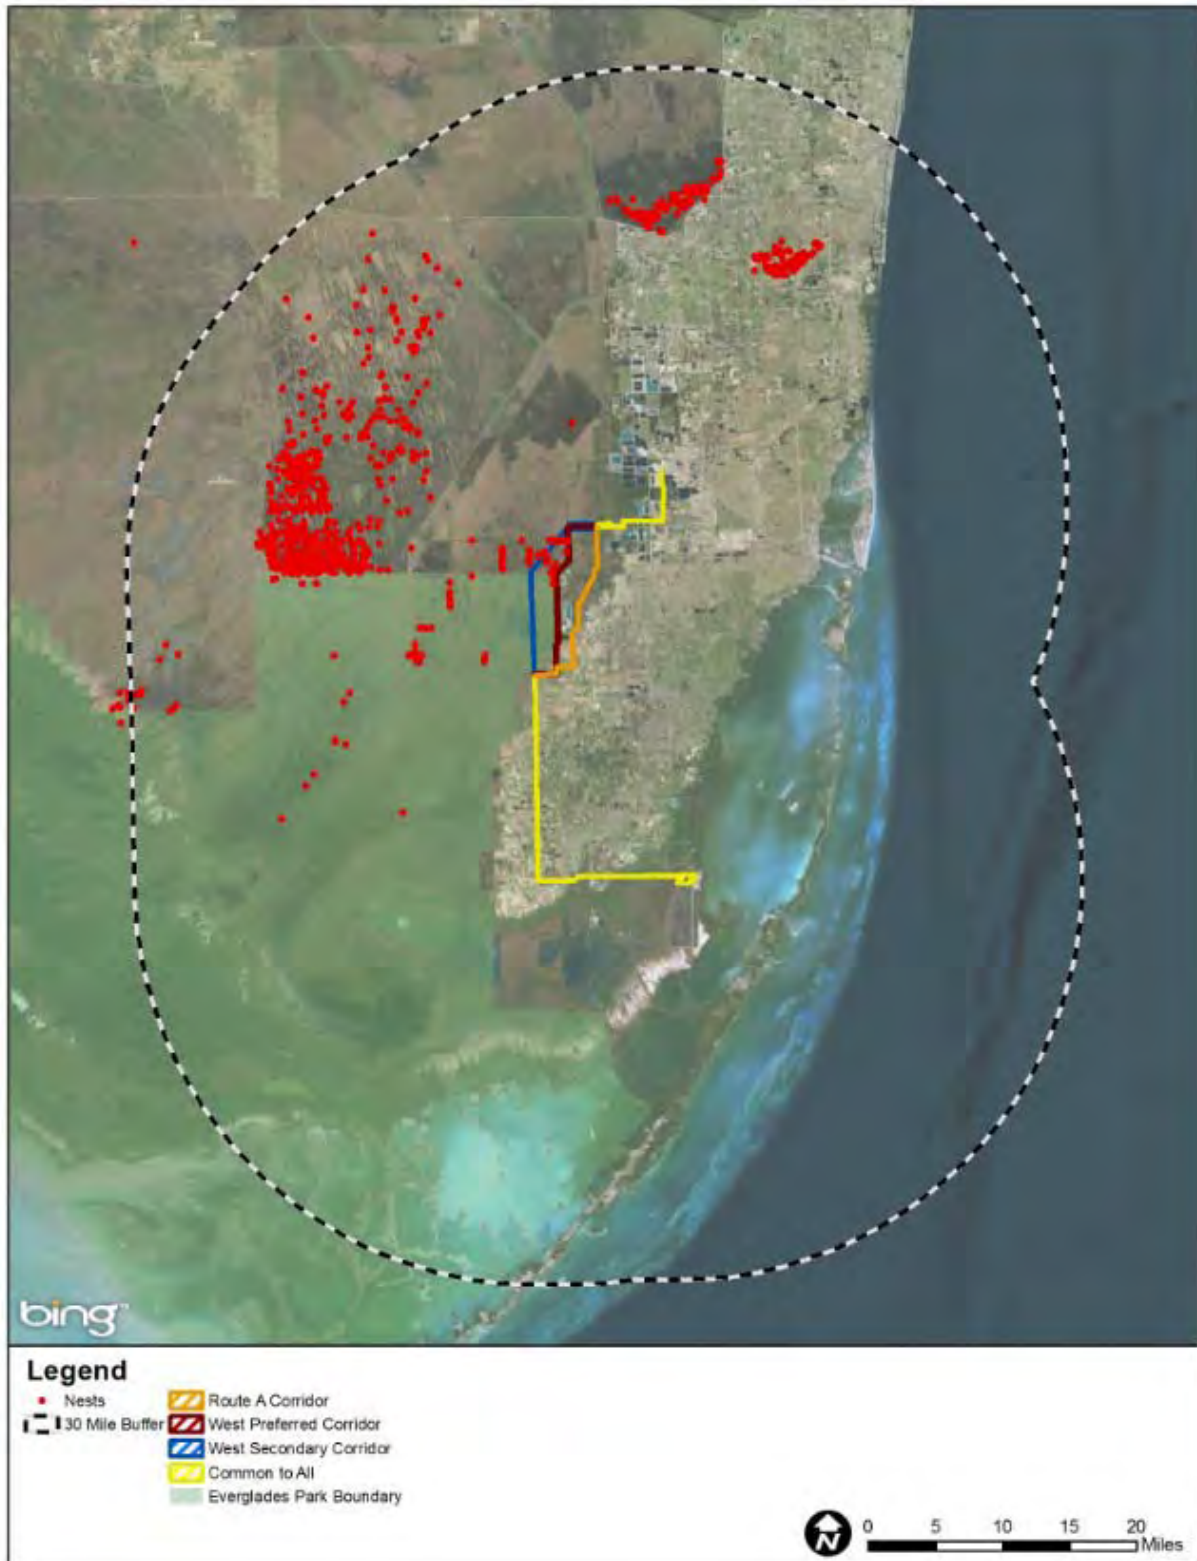 bing™
Legend
Nests
30 Mile Buffer
Route A Corridor
West Preferred Corridor
West Secondary Corridor
Common to All
Everglades Park Boundary
N
0 5 10 15 20 Miles